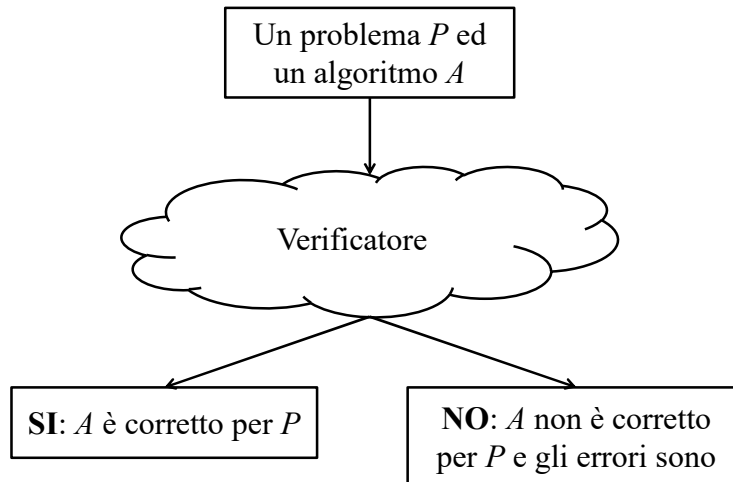 Un problema P ed
un algoritmo A
Verificatore
SI: A è corretto per P
NO: A non è corretto
per P e gli errori sono